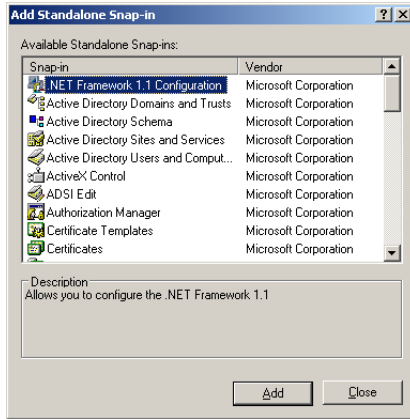 Add Standalone Snap-in
Available Standalone Snap-ins:
Snap-in Vendor
.NET Framework 1.1 Configuration Microsoft Corporation
Active Directory Domains and Trusts Microsoft Corporation
Active Directory Schema Microsoft Corporation
Active Directory Sites and Services Microsoft Corporation
Active Directory Users and Comput... Microsoft Corporation
ActiveX Control Microsoft Corporation
ADSI Edit Microsoft Corporation
Authorization Manager Microsoft Corporation
Certificate Templates Microsoft Corporation
Certificates Microsoft Corporation
Description
Allows you to configure the .NET Framework 1.1
Add Close